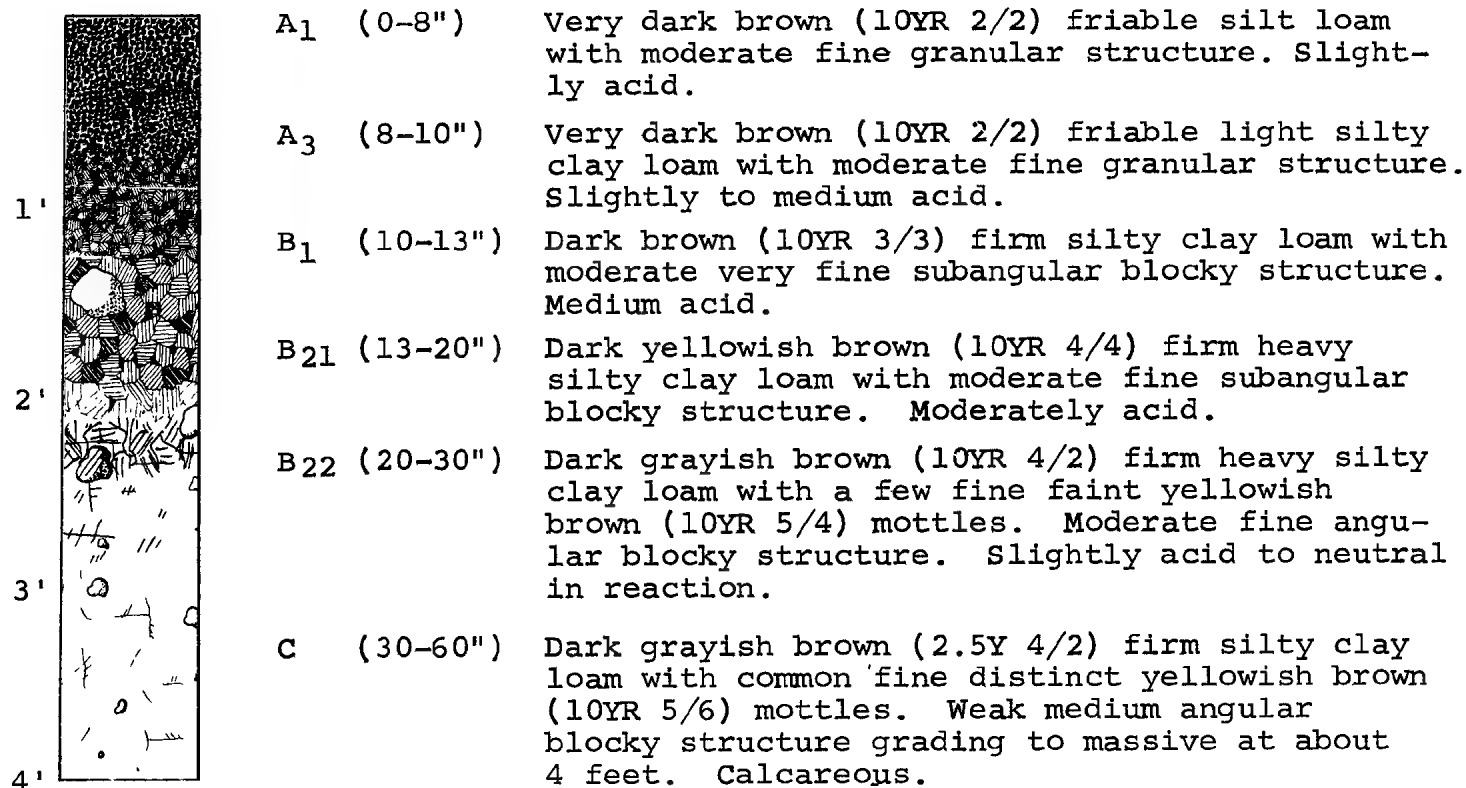 A1 (0-8") Very dark brown (10YR 2/2) friable silt loam
with moderate fine granular structure. Slight-
ly acid.
A3 (8-10") Very dark brown (10YR 2/2) friable light silty
clay loam with moderate fine granular structure.
Slightly to medium acid.
1'
B1 (10-13") Dark brown (10YR 3/3) firm silty clay loam with
moderate very fine subangular blocky structure.
Medium acid.
B21 (13-20") Dark yellowish brown (10YR 4/4) firm heavy
silty clay loam with moderate fine subangular
blocky structure. Moderately acid.
2'
B22 (20-30") Dark grayish brown (10YR 4/2) firm heavy silty
clay loam with a few fine faint yellowish
brown (10YR 5/4) mottles. Moderate fine angu-
lar blocky structure. Slightly acid to neutral
in reaction.
3'
C (30-60") Dark grayish brown (2.5Y 4/2) firm silty clay
loam with common fine distinct yellowish brown
(10YR 5/6) mottles. Weak medium angular
blocky structure grading to massive at about
4 feet. Calcareous.
4'